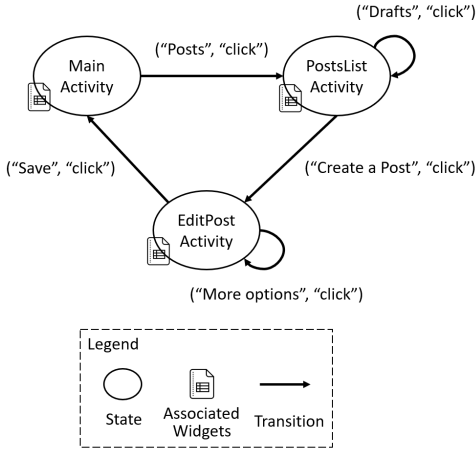 (“Drafts”, “click”)
(“Posts”, “click”)
Main
Activity
PostsList
Activity
(“Save”, “click”)
(“Create a Post”, “click”)
EditPost
Activity
(“More options”, “click”)
Legend
State
Associated
Widgets
Transition